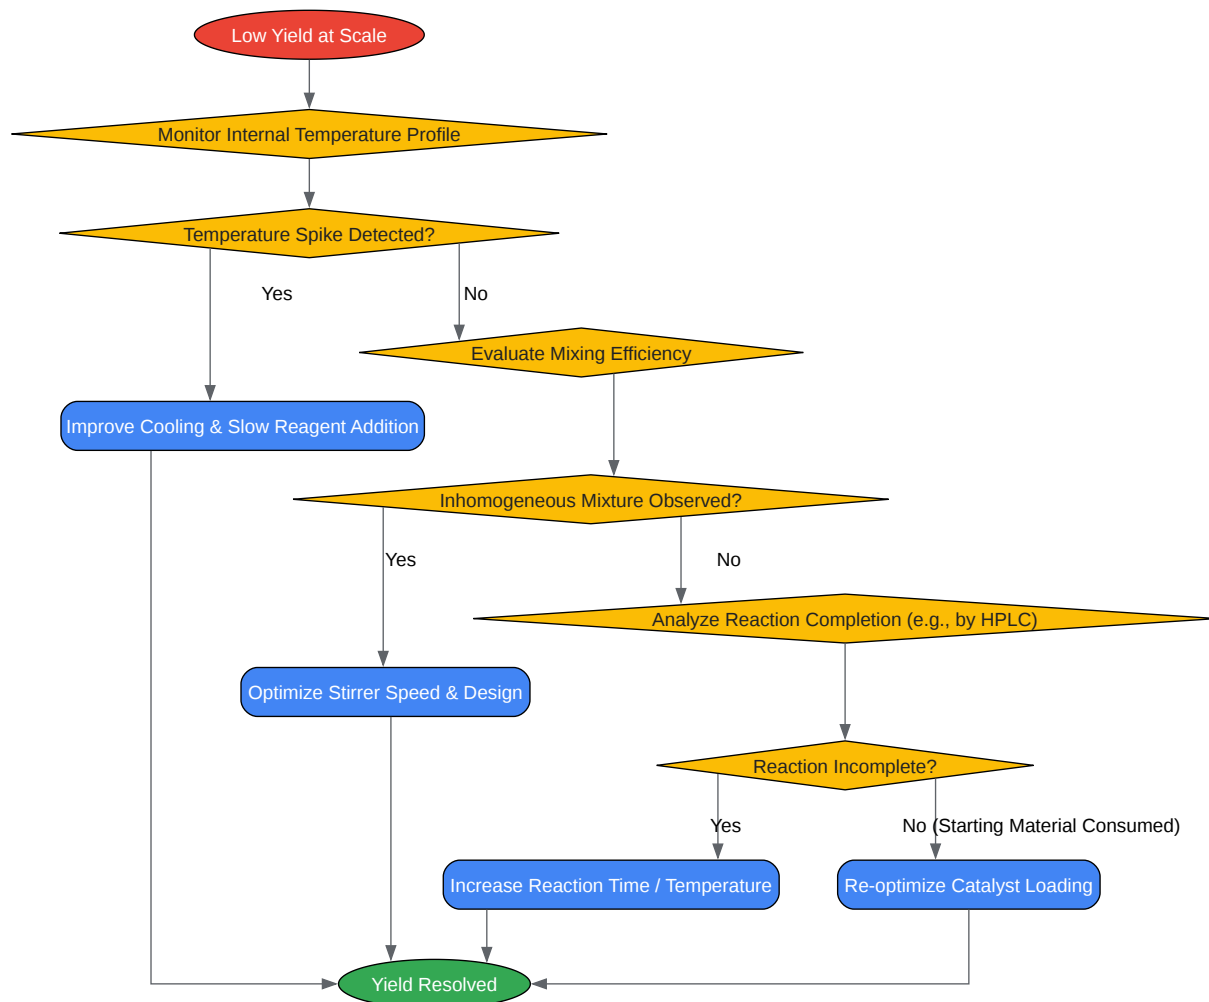 Low Yield at Scale
Monitor Internal Temperature Profile
Temperature Spike Detected?
Yes
No
Evaluate Mixing Efficiency
Improve Cooling & Slow Reagent Addition
Inhomogeneous Mixture Observed?
Yes
No
Analyze Reaction Completion (e.g., by HPLC)
Optimize Stirrer Speed & Design
Reaction Incomplete?
Yes
No (Starting Material Consumed)
Increase Reaction Time / Temperature
Re-optimize Catalyst Loading
Yield Resolved